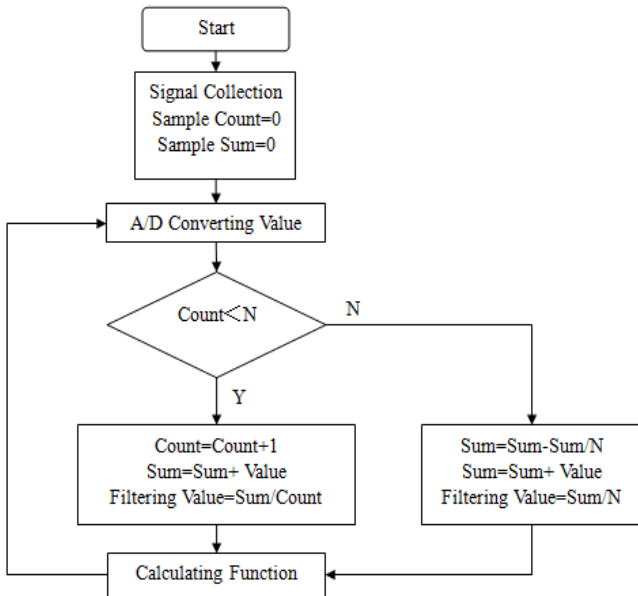 Start
Signal Collection
Sample Count=0
Sample Sum=0
A/D Converting Value
Count<N
N
Y
Count=Count+1
Sum=Sum+ Value
Filtering Value=Sum/Count
Sum=Sum-Sum/N
Sum=Sum+ Value
Filtering Value=Sum/N
Calculating Function